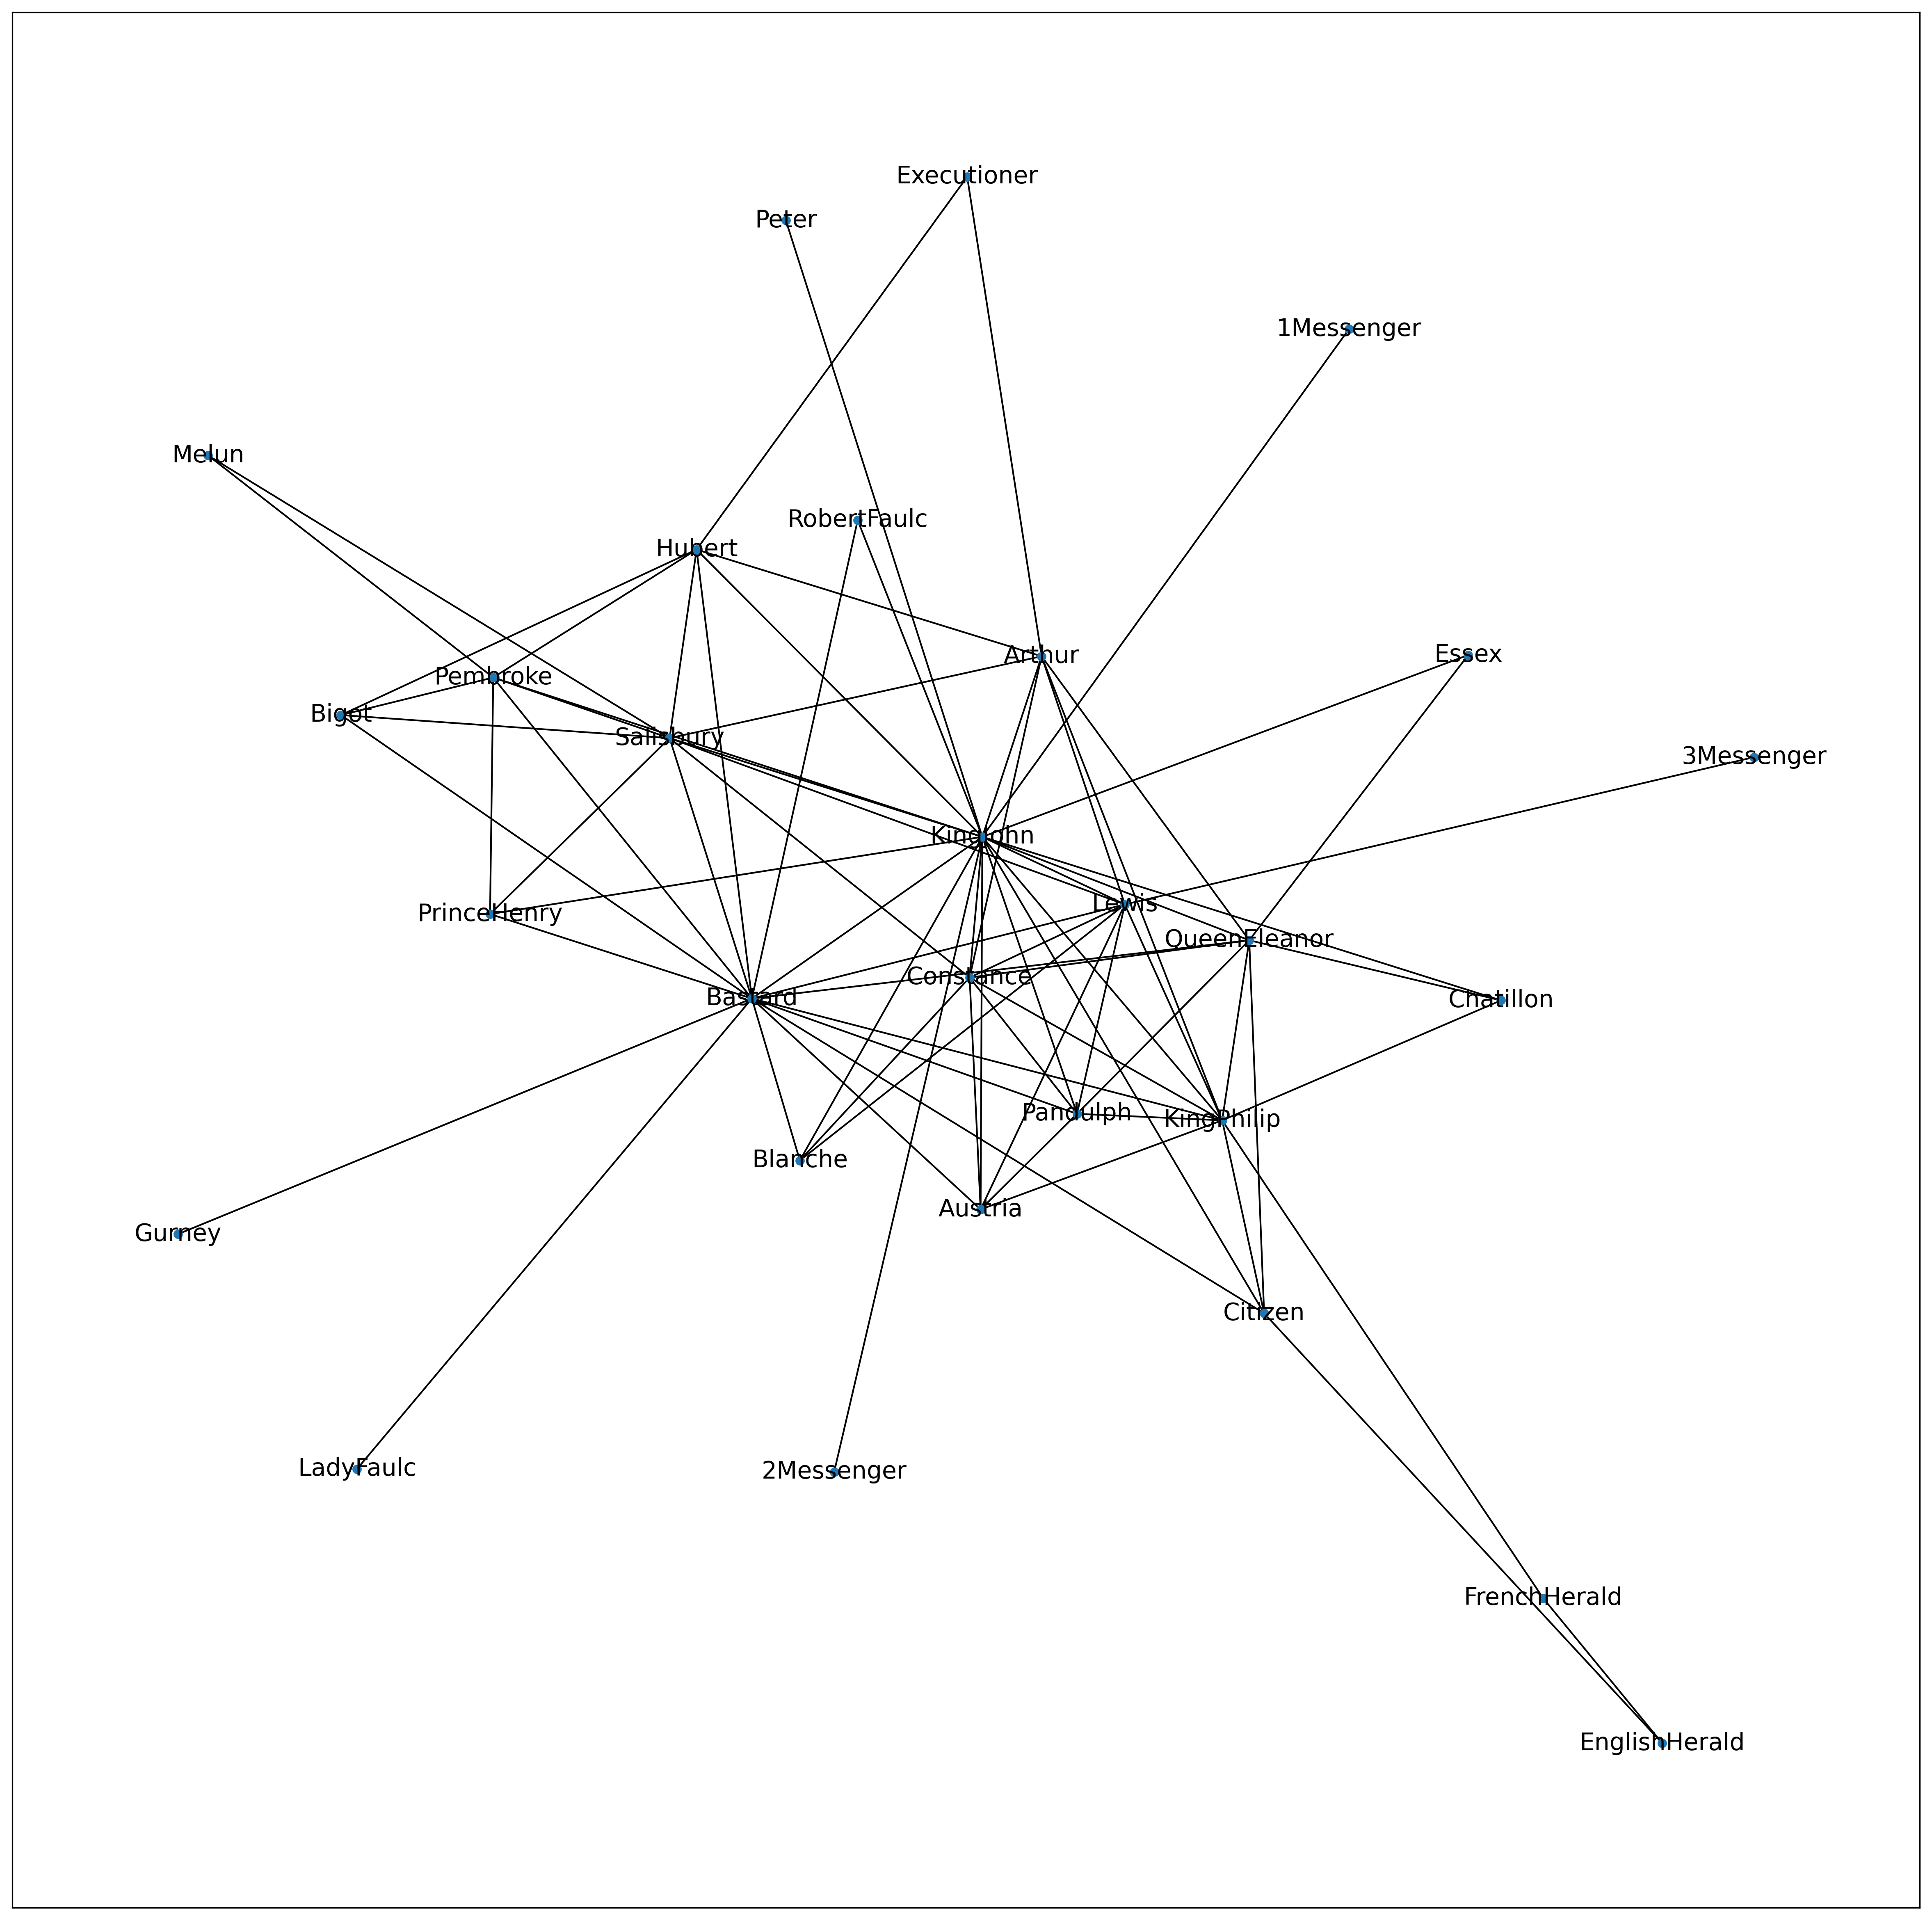 Executioner
Peter
1Messenger
Melun
RobertFaulc
Hubert
Arthur
Essex
Pembroke
Bigot
Salisbury
3Messenger
KingJohn
Lewis
PrinceHenry
QueenEleanor
Constance
Bastard
Chatillon
Pandulph
KingPhilip
Blanche
Austria
Gurney
Citizen
LadyFaulc
2Messenger
FrenchHerald
EnglishHerald